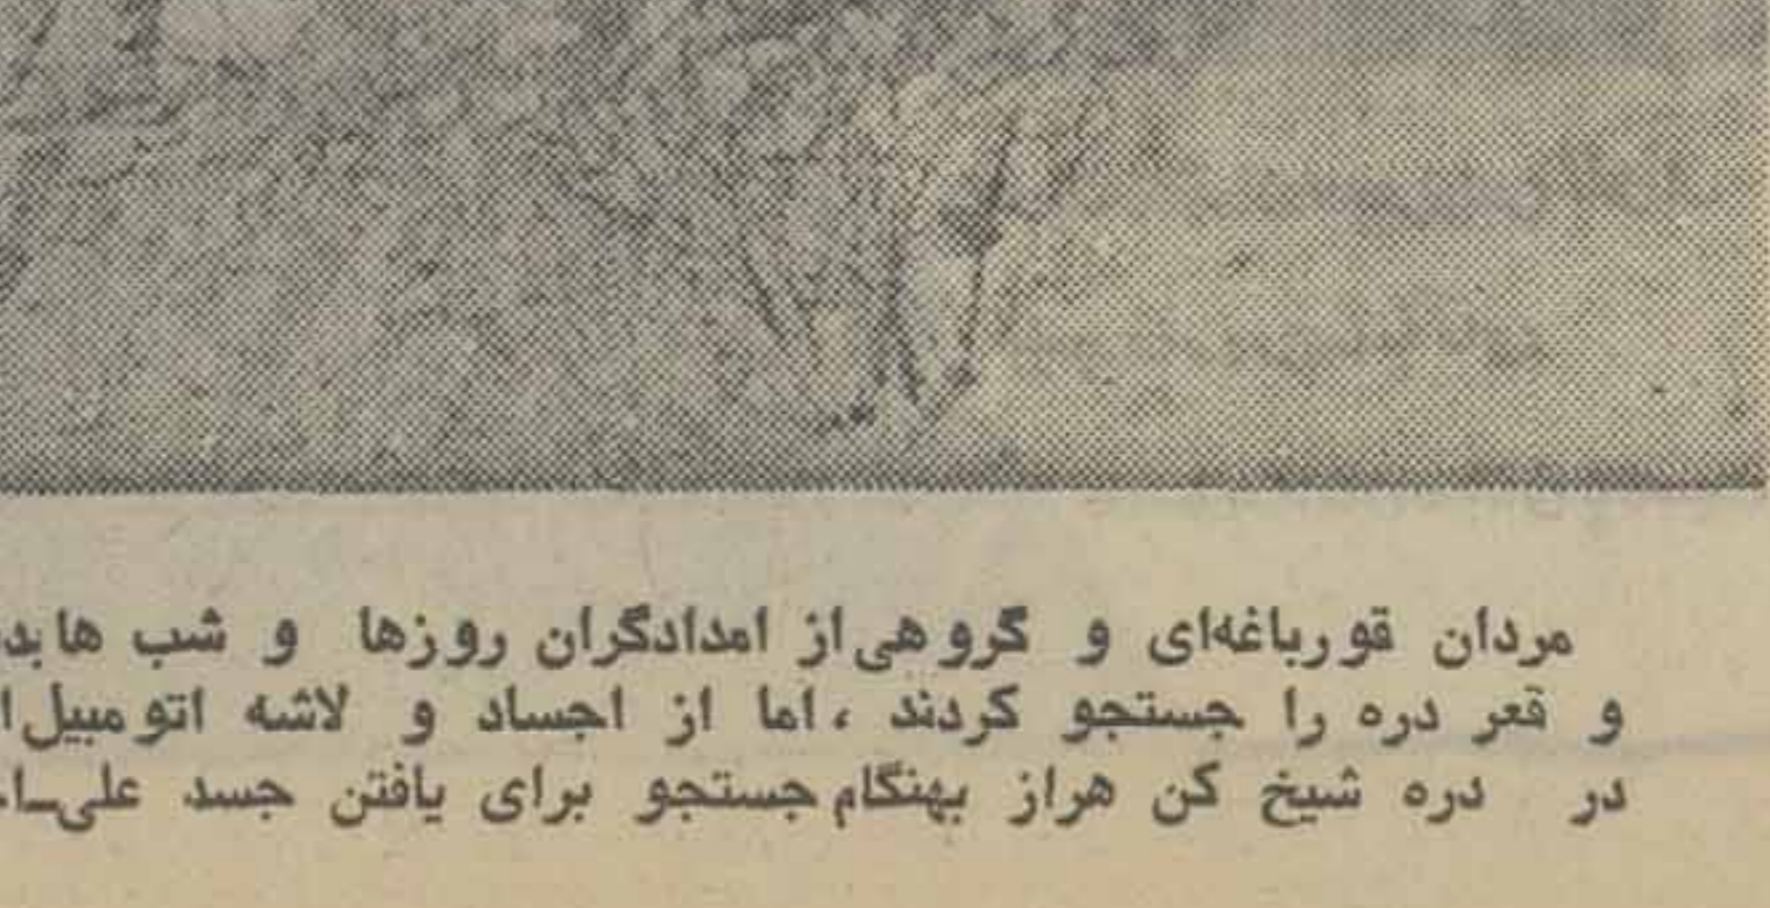 مردان قورباغه‌ای و گروهی از امدادگران روزها و شب ها
و قعر دره را جستجو کردند ، اما از اجساد و لاشه اتومبیل
در دره شیخ کن هراز بهنگام جستجو برای یافتن جسد علی